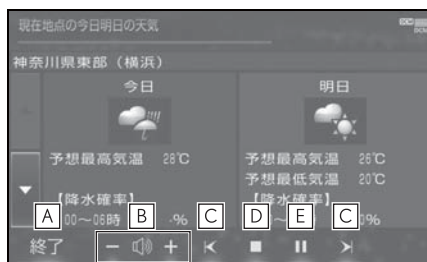 現在地点の今日明日の天気
神奈川県東部（横浜）
今日
明日
予想最高気温 28℃
予想最高気温 26℃
予想最低気温 20℃
【降水確率】
【降水確率】
00～06時 -%
0%
A B C D E C
終了 － ＋